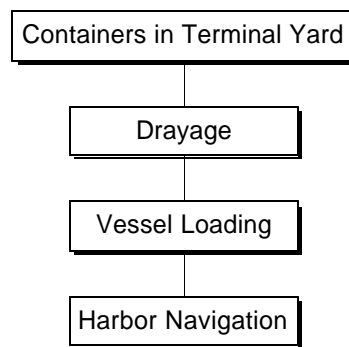 Containers in Terminal Yard
Drayage
Vessel Loading
Harbor Navigation